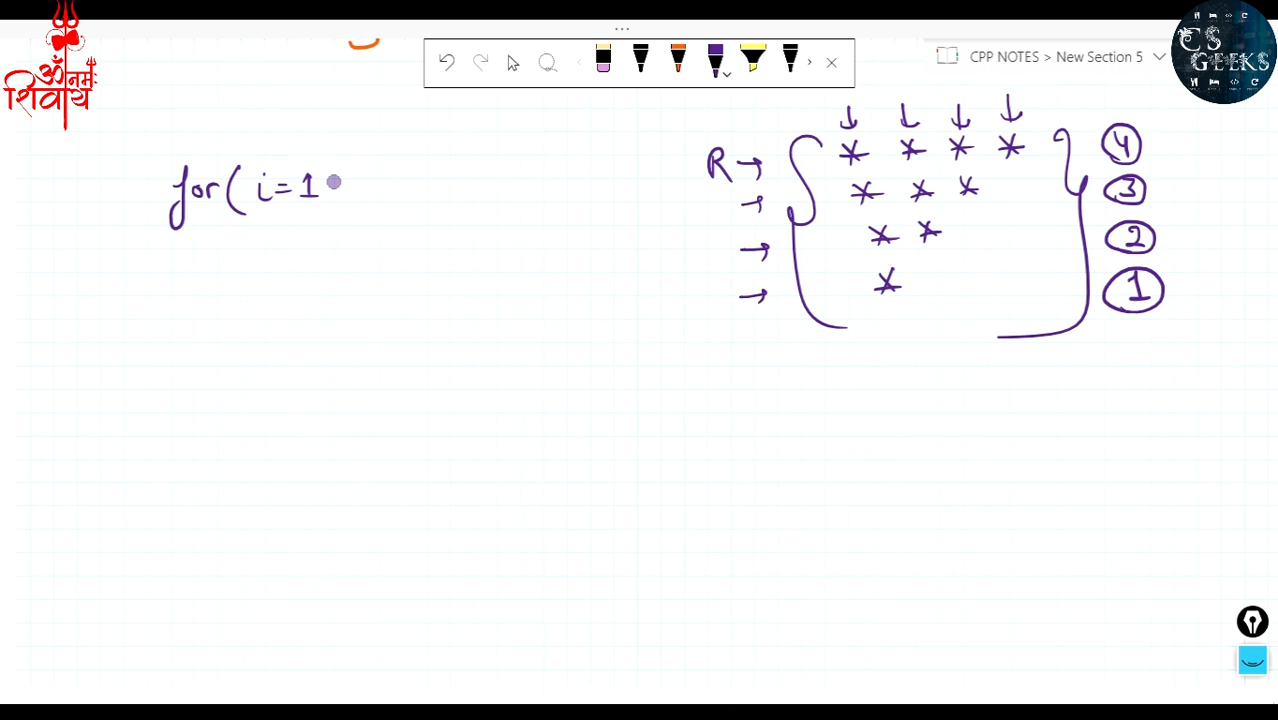 ॐ नमः
शिवाय
CPP NOTES > New Section 5
CS
GEEKS
for( i=1
R → * * * * 4
→ * * * 3
→ * * 2
→ * 1